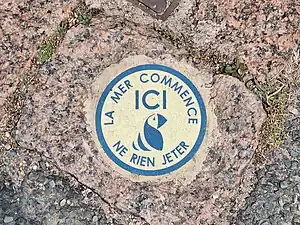 LA MER COMMENCE
ICI
NE RIEN JETER